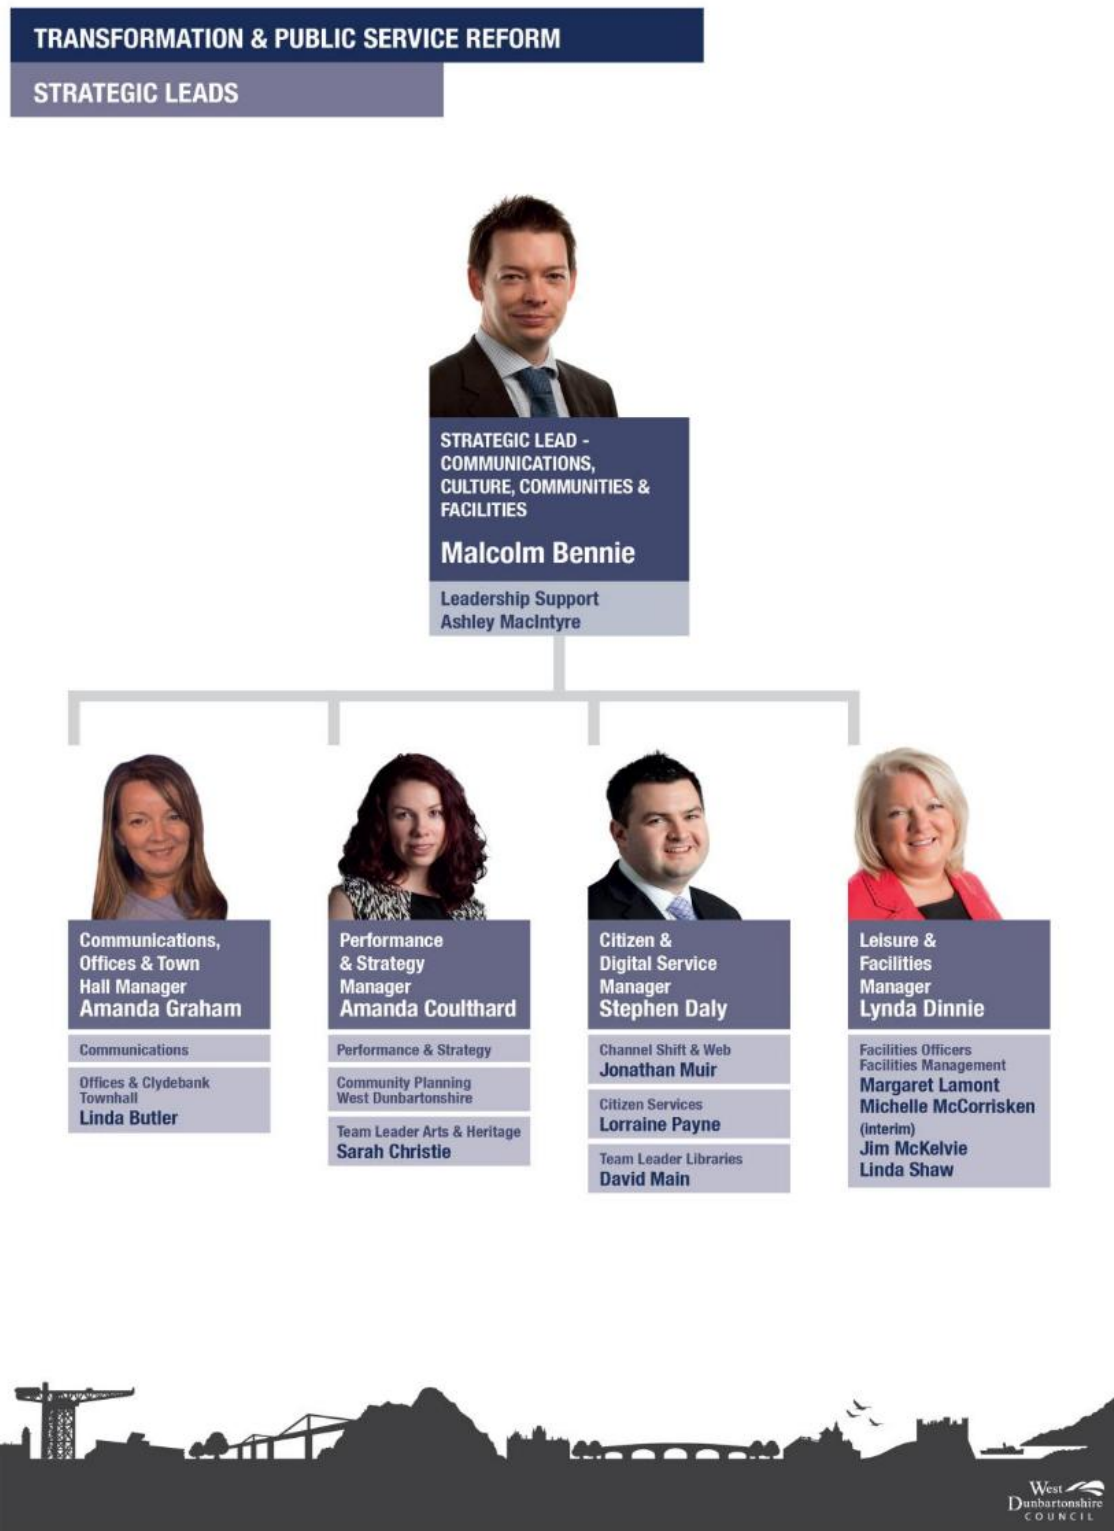 TRANSFORMATION & PUBLIC SERVICE REFORM
STRATEGIC LEADS
STRATEGIC LEAD -
COMMUNICATIONS,
CULTURE, COMMUNITIES &
FACILITIES
Malcolm Bennie
Leadership Support
Ashley MacIntyre
Communications,
Offices & Town
Hall Manager
Amanda Graham
Communications
Offices & Clydebank
Townhall
Linda Butler
Performance
& Strategy
Manager
Amanda Coulthard
Performance & Strategy
Community Planning
West Dunbartonshire
Team Leader Arts & Heritage
Sarah Christie
Citizen &
Digital Service
Manager
Stephen Daly
Channel Shift & Web
Jonathan Muir
Citizen Services
Lorraine Payne
Team Leader Libraries
David Main
Leisure &
Facilities
Manager
Lynda Dinnie
Facilities Officers
Facilities Management
Margaret Lamont
Michelle McCorrisken
(interim)
Jim McKelvie
Linda Shaw
West
Dunbartonshire
COUNCIL